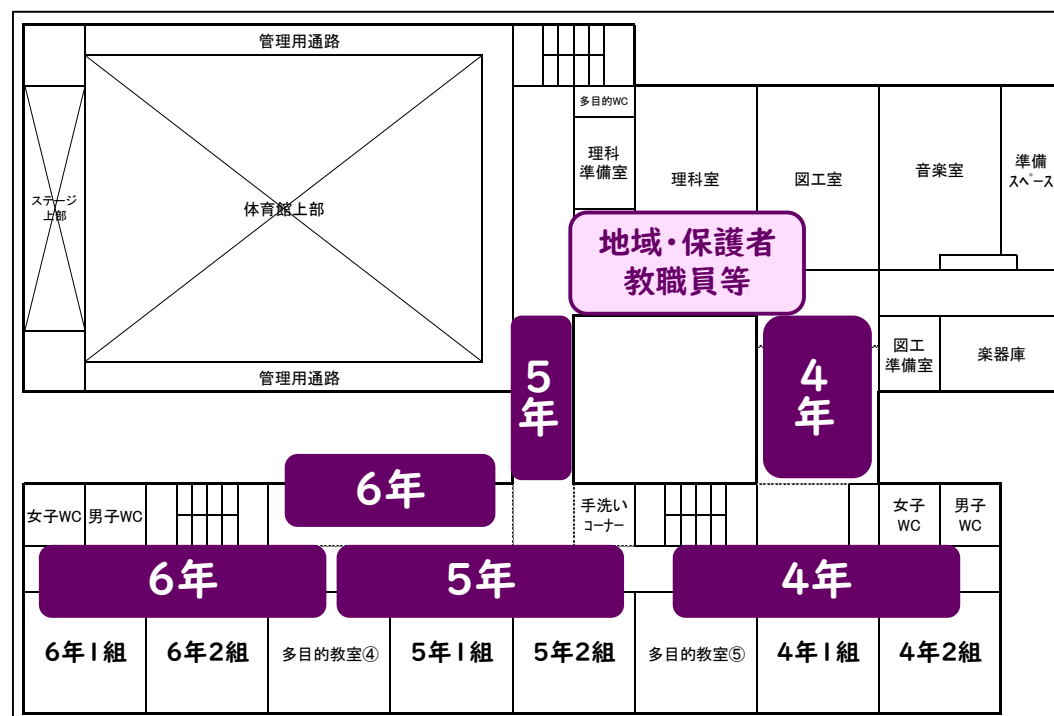 管理用通路
多目的WC
理科
準備室
理科室
図工室
音楽室
準備
スペース
ステージ
上部
体育館上部
地域・保護者
教職員等
5年
4年
図工
準備室
楽器庫
管理用通路
6年
女子WC
男子WC
手洗い
コーナー
女子
WC
男子
WC
6年
5年
4年
6年1組
6年2組
多目的教室④
5年1組
5年2組
多目的教室⑤
4年1組
4年2組